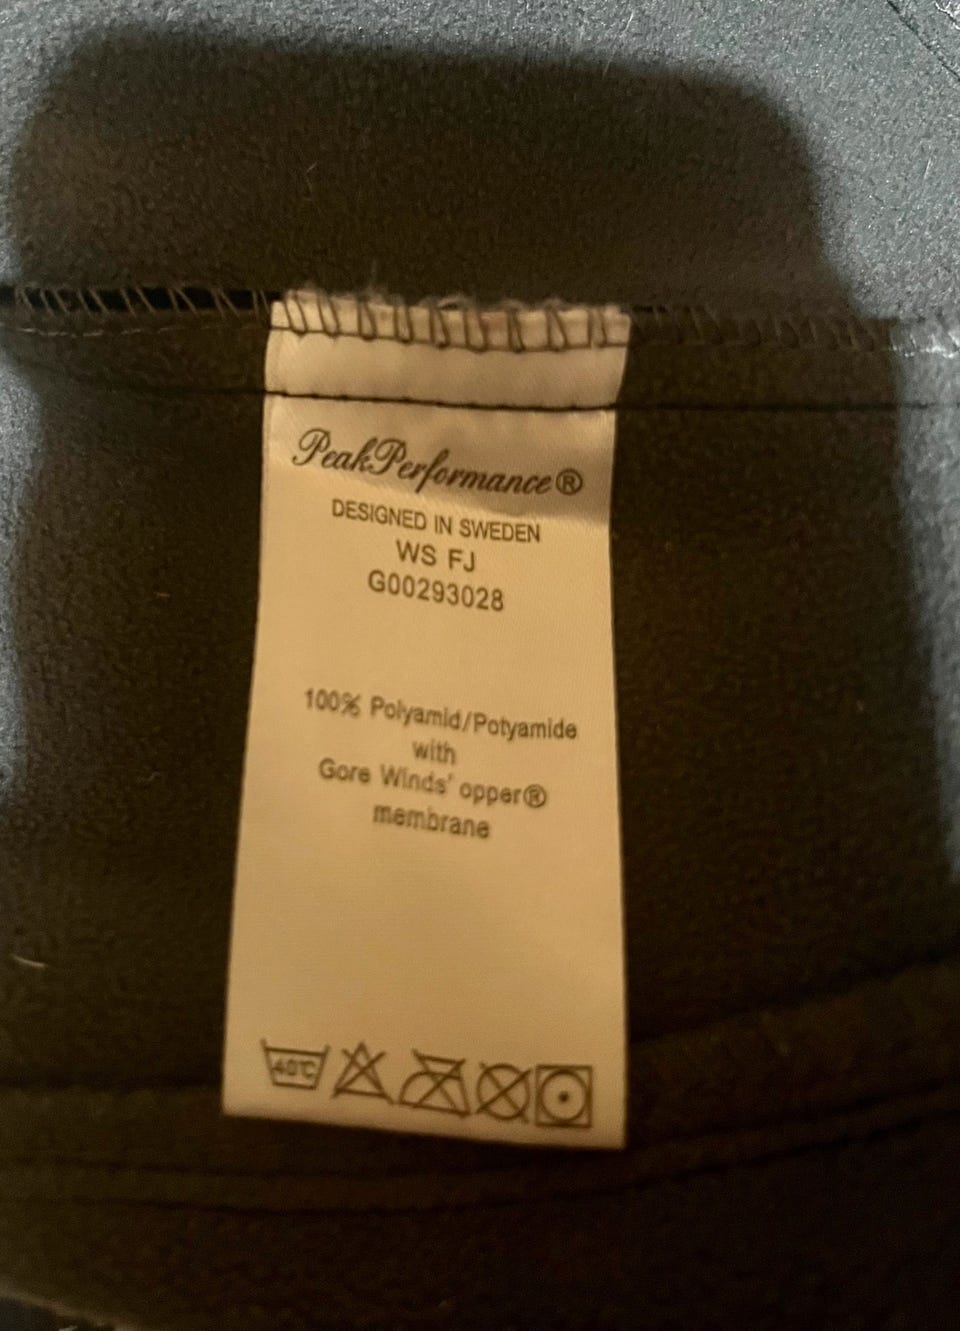 PeakPerformance®
DESIGNED IN SWEDEN
WS FJ
G00293028
100% Polyamid/Potyamide
with
Gore Winds' opper®
membrane
40°C